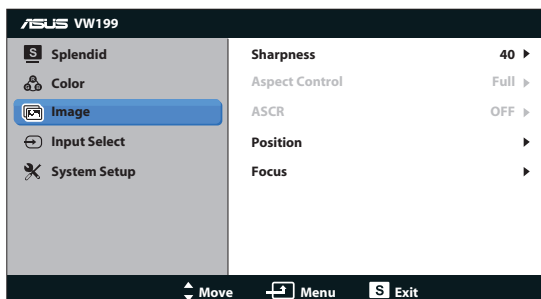 ASUS VW199
S Splendid
Color
Image
Input Select
System Setup
Sharpness 40
Aspect Control Full
ASCR OFF
Position
Focus
Move Menu S Exit